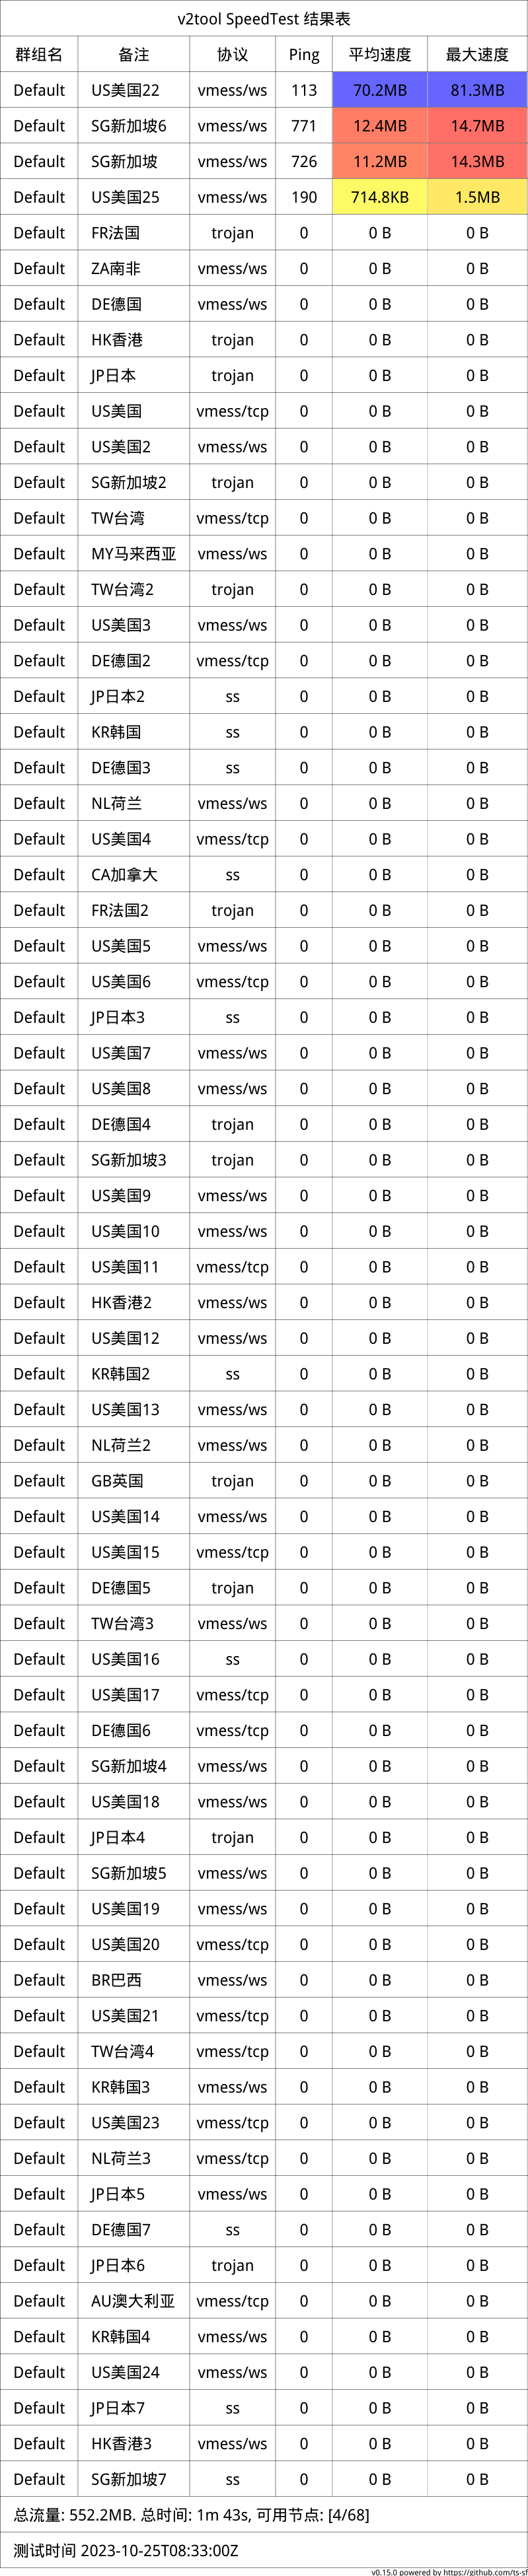 v2tool SpeedTest 结果表
群组名 备注 协议 Ping 平均速度 最大速度
Default US美国22 vmess/ws 113 70.2MB 81.3MB
Default SG新加坡6 vmess/ws 771 12.4MB 14.7MB
Default SG新加坡 vmess/ws 726 11.2MB 14.3MB
Default US美国25 vmess/ws 190 714.8KB 1.5MB
Default FR法国 trojan 0 0 B 0 B
Default ZA南非 vmess/ws 0 0 B 0 B
Default DE德国 vmess/ws 0 0 B 0 B
Default HK香港 trojan 0 0 B 0 B
Default JP日本 trojan 0 0 B 0 B
Default US美国 vmess/tcp 0 0 B 0 B
Default US美国2 vmess/ws 0 0 B 0 B
Default SG新加坡2 trojan 0 0 B 0 B
Default TW台湾 vmess/tcp 0 0 B 0 B
Default MY马来西亚 vmess/ws 0 0 B 0 B
Default TW台湾2 trojan 0 0 B 0 B
Default US美国3 vmess/ws 0 0 B 0 B
Default DE德国2 vmess/tcp 0 0 B 0 B
Default JP日本2 ss 0 0 B 0 B
Default KR韩国 ss 0 0 B 0 B
Default DE德国3 ss 0 0 B 0 B
Default NL荷兰 vmess/ws 0 0 B 0 B
Default US美国4 vmess/tcp 0 0 B 0 B
Default CA加拿大 ss 0 0 B 0 B
Default FR法国2 trojan 0 0 B 0 B
Default US美国5 vmess/ws 0 0 B 0 B
Default US美国6 vmess/tcp 0 0 B 0 B
Default JP日本3 ss 0 0 B 0 B
Default US美国7 vmess/ws 0 0 B 0 B
Default US美国8 vmess/ws 0 0 B 0 B
Default DE德国4 trojan 0 0 B 0 B
Default SG新加坡3 trojan 0 0 B 0 B
Default US美国9 vmess/ws 0 0 B 0 B
Default US美国10 vmess/ws 0 0 B 0 B
Default US美国11 vmess/tcp 0 0 B 0 B
Default HK香港2 vmess/ws 0 0 B 0 B
Default US美国12 vmess/ws 0 0 B 0 B
Default KR韩国2 ss 0 0 B 0 B
Default US美国13 vmess/ws 0 0 B 0 B
Default NL荷兰2 vmess/ws 0 0 B 0 B
Default GB英国 trojan 0 0 B 0 B
Default US美国14 vmess/ws 0 0 B 0 B
Default US美国15 vmess/tcp 0 0 B 0 B
Default DE德国5 trojan 0 0 B 0 B
Default TW台湾3 vmess/ws 0 0 B 0 B
Default US美国16 ss 0 0 B 0 B
Default US美国17 vmess/tcp 0 0 B 0 B
Default DE德国6 vmess/tcp 0 0 B 0 B
Default SG新加坡4 vmess/ws 0 0 B 0 B
Default US美国18 vmess/ws 0 0 B 0 B
Default JP日本4 trojan 0 0 B 0 B
Default SG新加坡5 vmess/ws 0 0 B 0 B
Default US美国19 vmess/ws 0 0 B 0 B
Default US美国20 vmess/tcp 0 0 B 0 B
Default BR巴西 vmess/ws 0 0 B 0 B
Default US美国21 vmess/tcp 0 0 B 0 B
Default TW台湾4 vmess/tcp 0 0 B 0 B
Default KR韩国3 vmess/ws 0 0 B 0 B
Default US美国23 vmess/tcp 0 0 B 0 B
Default NL荷兰3 vmess/tcp 0 0 B 0 B
Default JP日本5 vmess/ws 0 0 B 0 B
Default DE德国7 ss 0 0 B 0 B
Default JP日本6 trojan 0 0 B 0 B
Default AU澳大利亚 vmess/tcp 0 0 B 0 B
Default KR韩国4 vmess/ws 0 0 B 0 B
Default US美国24 vmess/ws 0 0 B 0 B
Default JP日本7 ss 0 0 B 0 B
Default HK香港3 vmess/ws 0 0 B 0 B
Default SG新加坡7 ss 0 0 B 0 B
总流量: 552.2MB. 总时间: 1m 43s, 可用节点: [4/68]
测试时间 2023-10-25T08:33:00Z
v0.15.0 powered by https://github.com/ts-sf